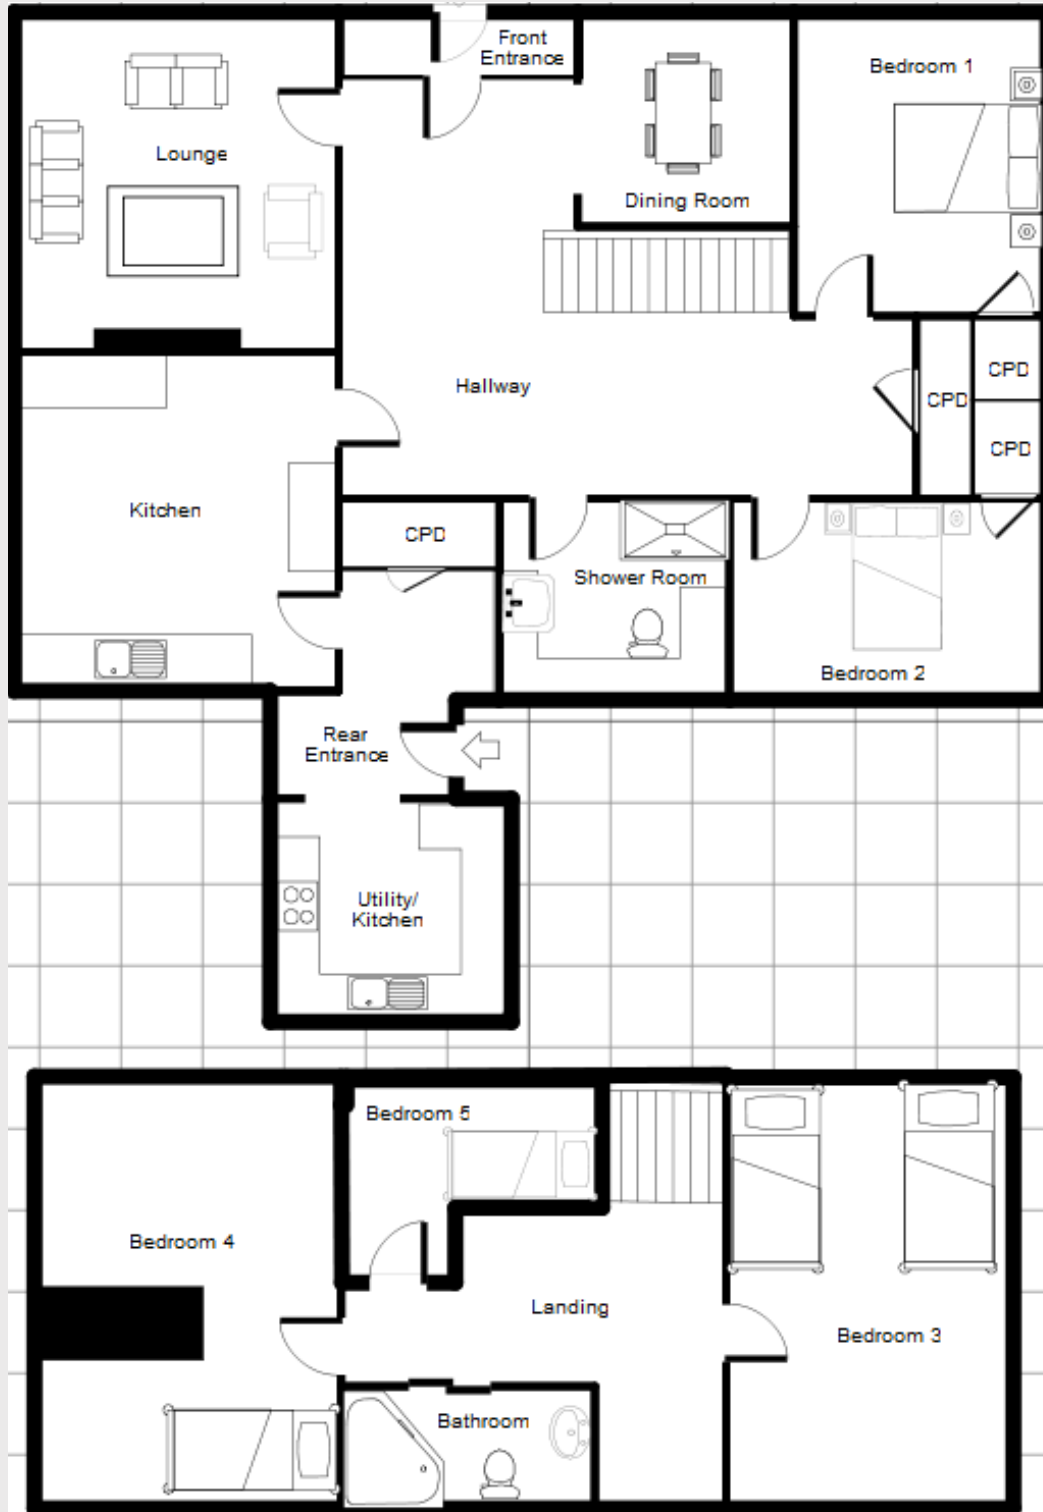 Front
Entrance
Bedroom 1
Lounge
Dining Room
CPD
Hallway
CPD
CPD
Kitchen
CPD
Shower Room
Bedroom 2
Rear
Entrance
Utility/
Kitchen
Bedroom 5
Bedroom 4
Landing
Bedroom 3
Bathroom